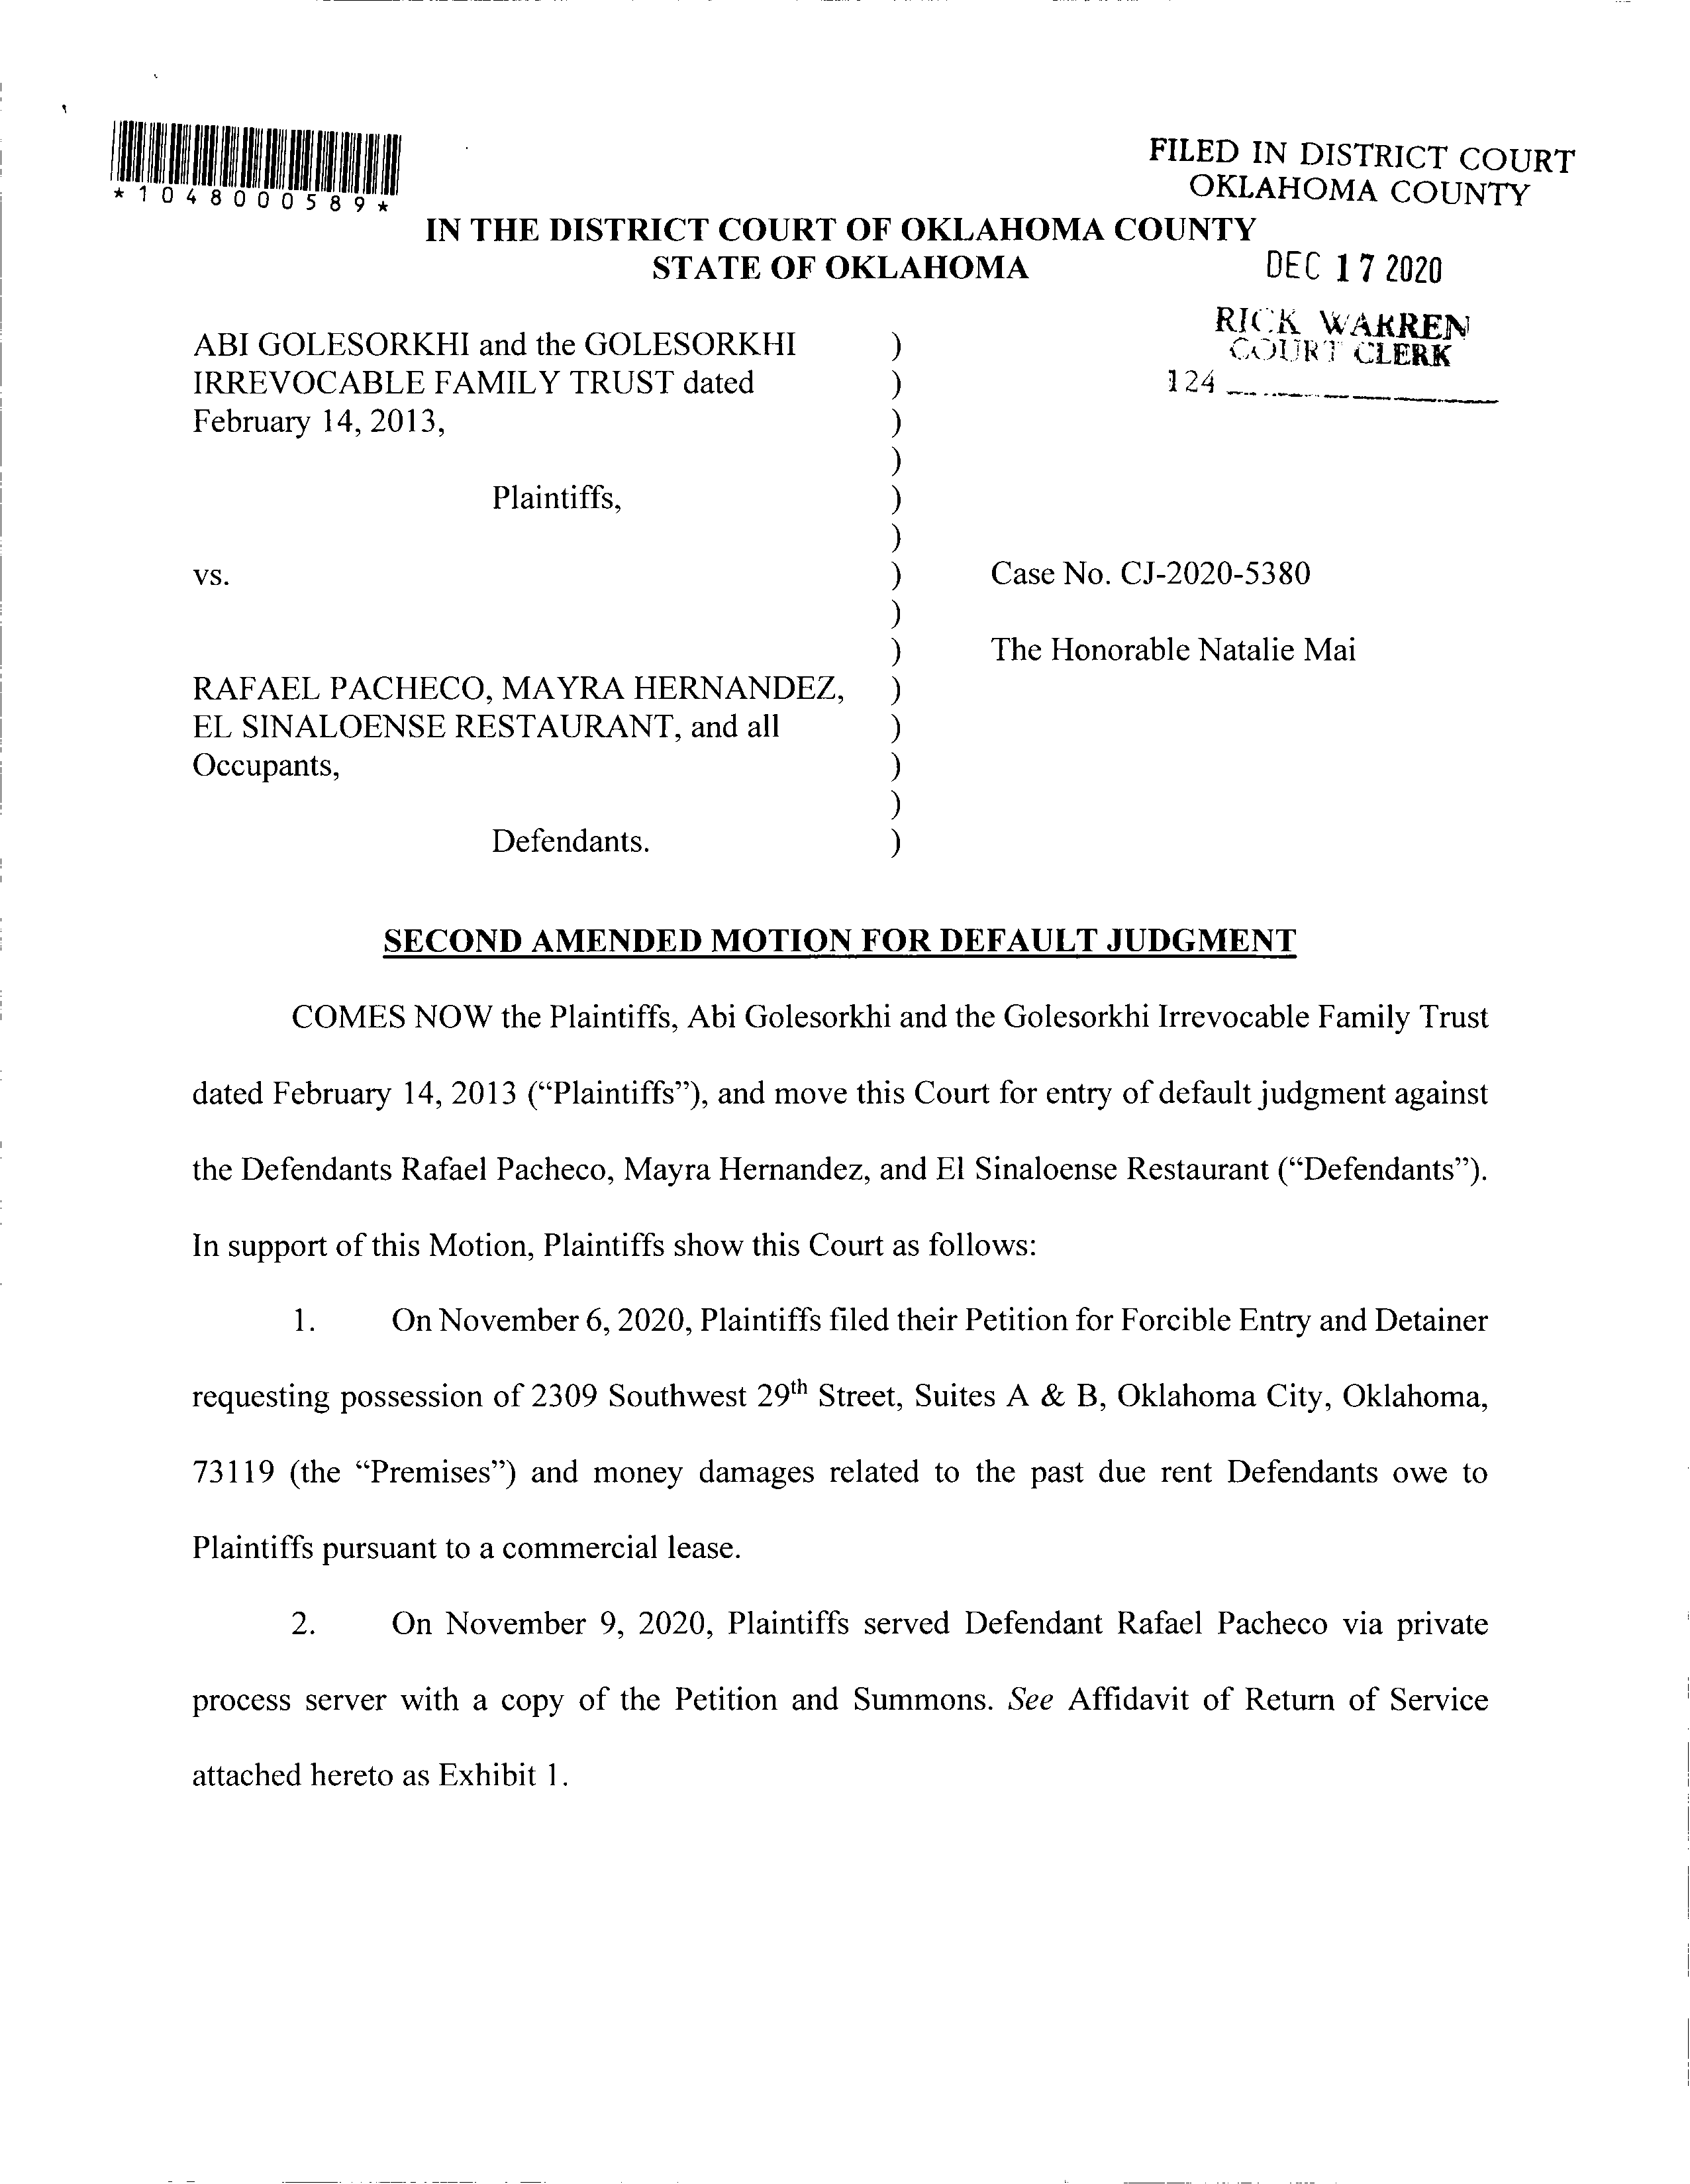 *1048000589*
FILED IN DISTRICT COURT
OKLAHOMA COUNTY
IN THE DISTRICT COURT OF OKLAHOMA COUNTY
STATE OF OKLAHOMA
DEC 17 2020
RICK WARREN
COURT CLERK
124
ABI GOLESORKHI and the GOLESORKHI )
IRREVOCABLE FAMILY TRUST dated )
February 14, 2013, )
)
Plaintiffs, )
)
vs. ) Case No. CJ-2020-5380
)
) The Honorable Natalie Mai
RAFAEL PACHECO, MAYRA HERNANDEZ, )
EL SINALOENSE RESTAURANT, and all )
Occupants, )
)
Defendants. )
SECOND AMENDED MOTION FOR DEFAULT JUDGMENT
COMES NOW the Plaintiffs, Abi Golesorkhi and the Golesorkhi Irrevocable Family Trust
dated February 14, 2013 (“Plaintiffs”), and move this Court for entry of default judgment against
the Defendants Rafael Pacheco, Mayra Hernandez, and El Sinaloense Restaurant (“Defendants”).
In support of this Motion, Plaintiffs show this Court as follows:
1. On November 6, 2020, Plaintiffs filed their Petition for Forcible Entry and Detainer
requesting possession of 2309 Southwest 29th Street, Suites A & B, Oklahoma City, Oklahoma,
73119 (the “Premises”) and money damages related to the past due rent Defendants owe to
Plaintiffs pursuant to a commercial lease.
2. On November 9, 2020, Plaintiffs served Defendant Rafael Pacheco via private
process server with a copy of the Petition and Summons. See Affidavit of Return of Service
attached hereto as Exhibit 1.